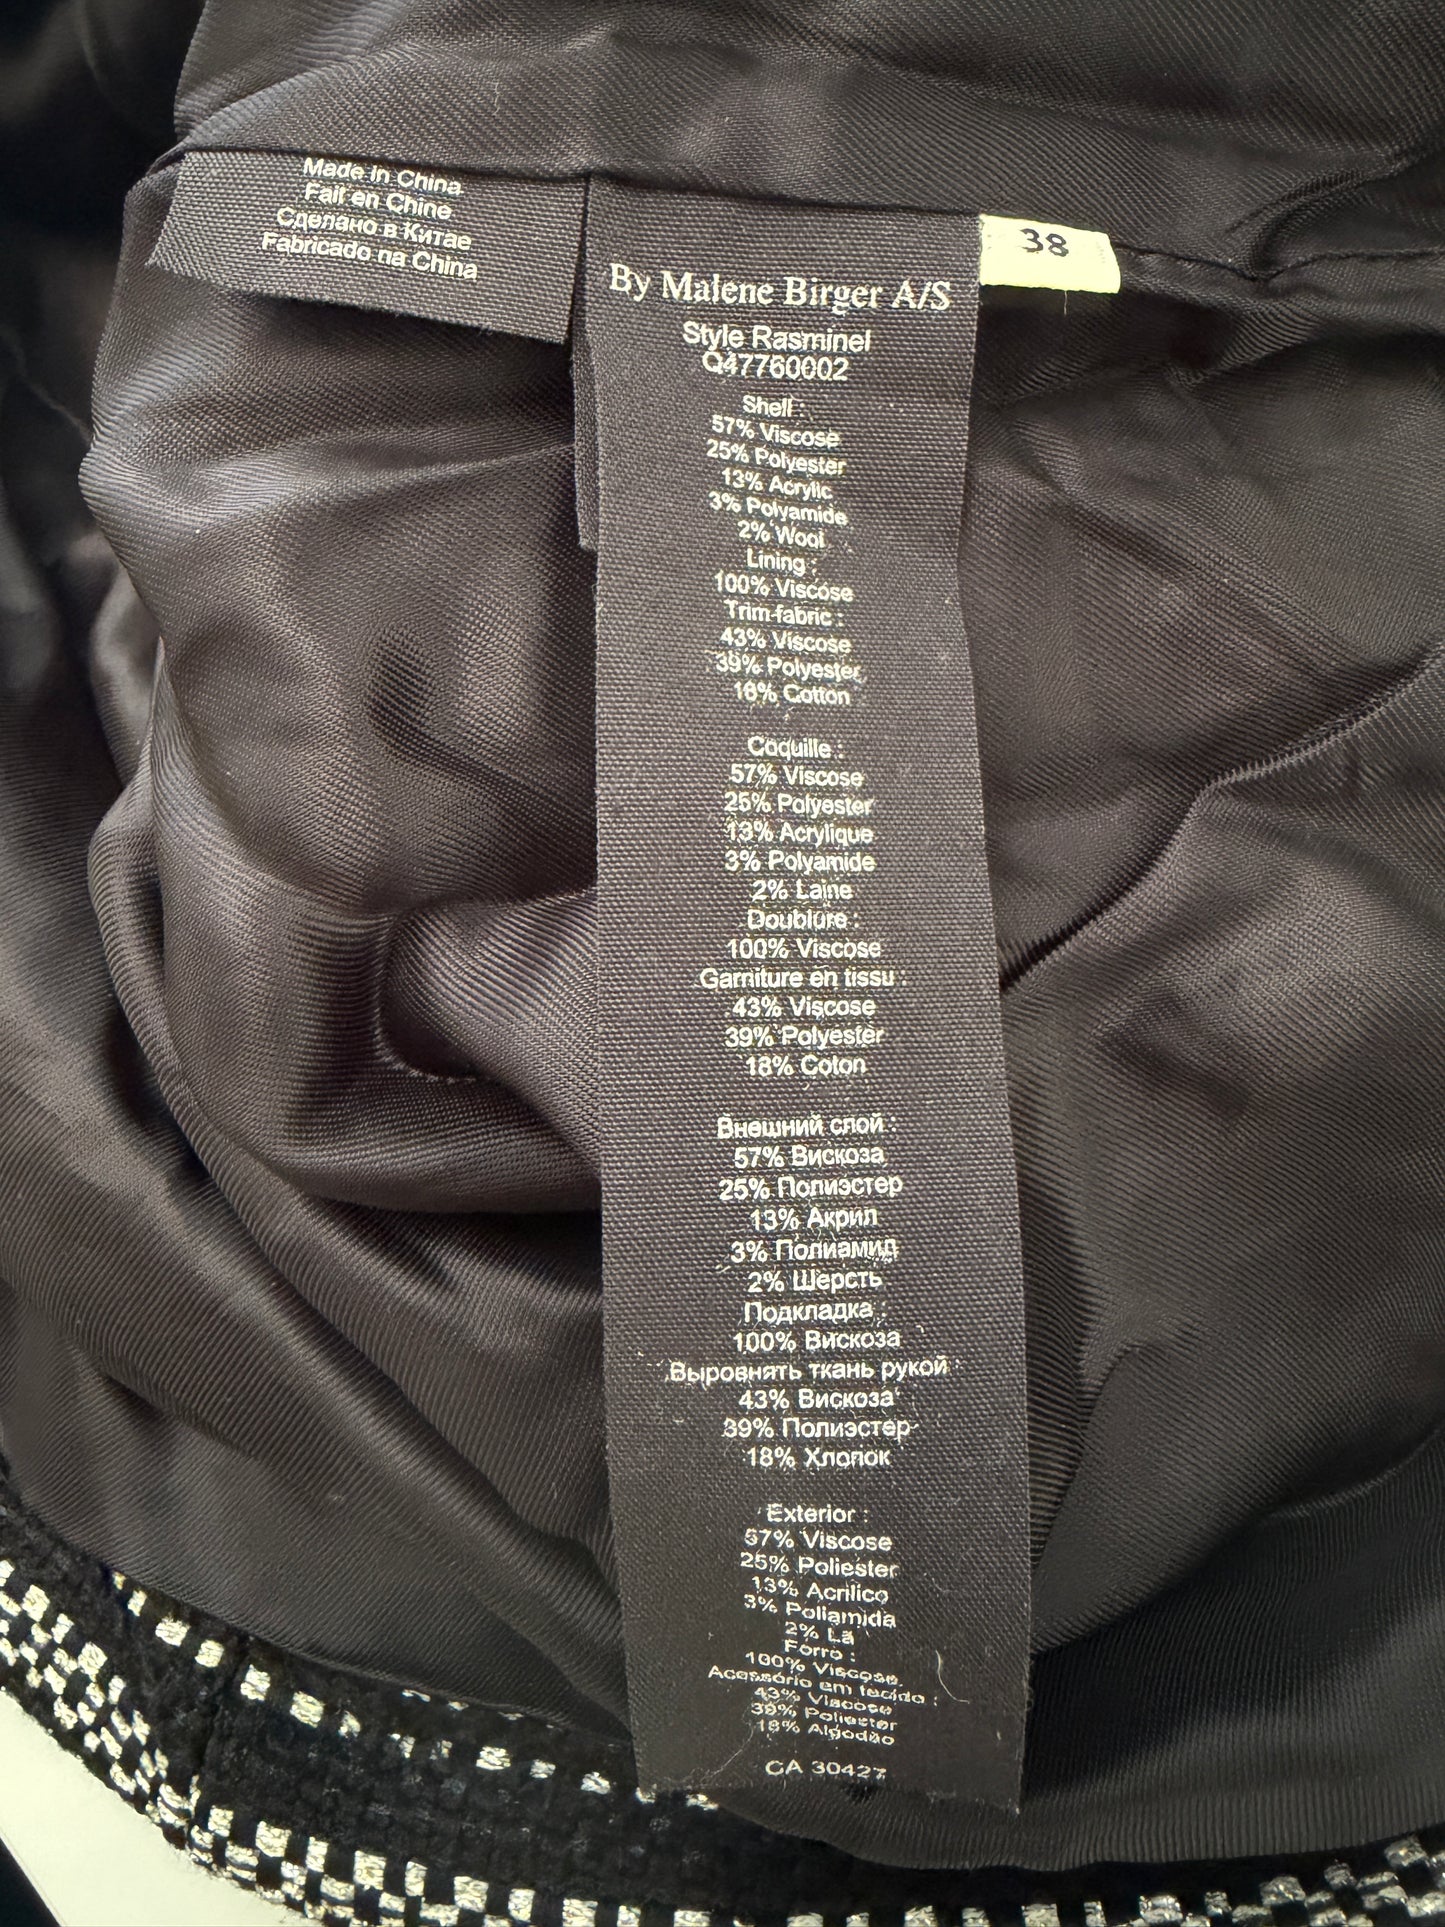 Made in China
Fait en Chine
Сделано в Китае
Fabricado na China
38
By Malene Birger A/S
Style Rasminel
Q47760002
Shell :
57% Viscose
25% Polyester
13% Acrylic
3% Polyamide
2% Wool
Lining :
100% Viscose
Trim-fabric :
43% Viscose
39% Polyester
18% Cotton
Coquille :
57% Viscose
25% Polyester
13% Acrylique
3% Polyamide
2% Laine
Doublure :
100% Viscose
Garniture en tissu :
43% Viscose
39% Polyester
18% Coton
Внешний слой :
57% Вискоза
25% Полиэстер
13% Акрил
3% Полиамид
2% Шерсть
Подкладка :
100% Вискоза
Выровнять ткань рукой :
43% Вискоза
39% Полиэстер
18% Хлопок
Exterior :
57% Viscose
25% Poliester
13% Acrilico
3% Poliamida
2% Lã
Forro :
100% Viscose
Acessório em tecido :
43% Viscose
39% Poliester
18% Algodão
CA 30427